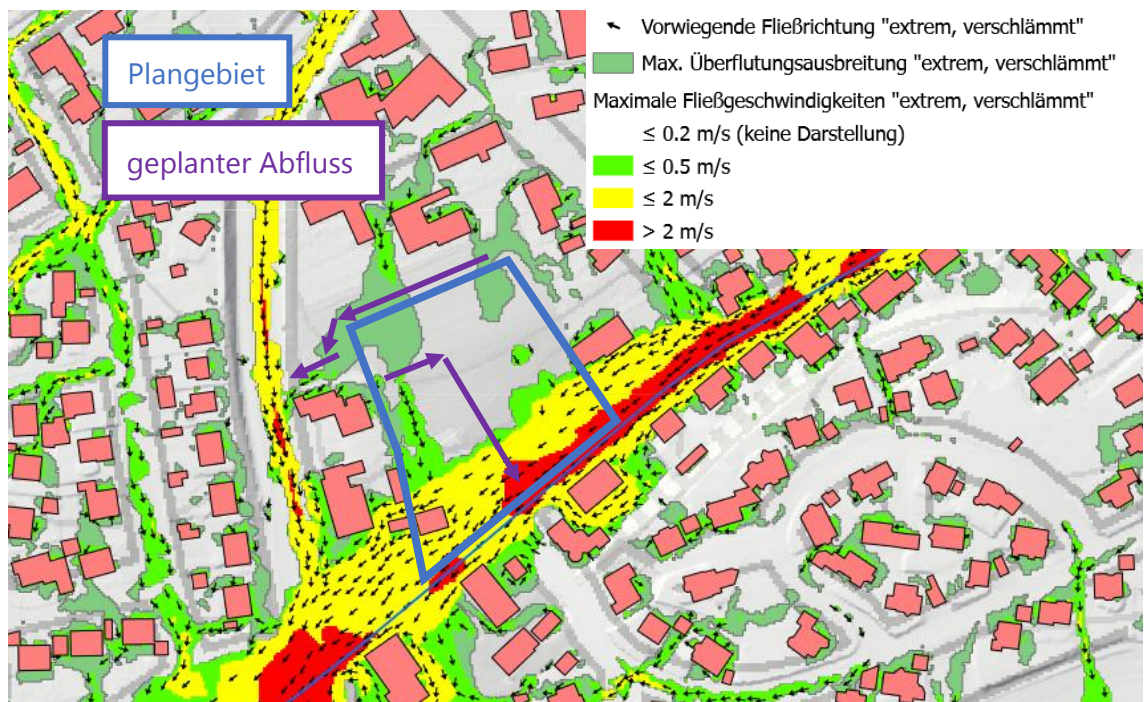 Plangebiet
geplanter Abfluss
Vorwiegende Fließrichtung "extrem, verschlämmt"
Max. Überflutungsausbreitung "extrem, verschlämmt"
Maximale Fließgeschwindigkeiten "extrem, verschlämmt"
≤ 0.2 m/s (keine Darstellung)
≤ 0.5 m/s
≤ 2 m/s
> 2 m/s